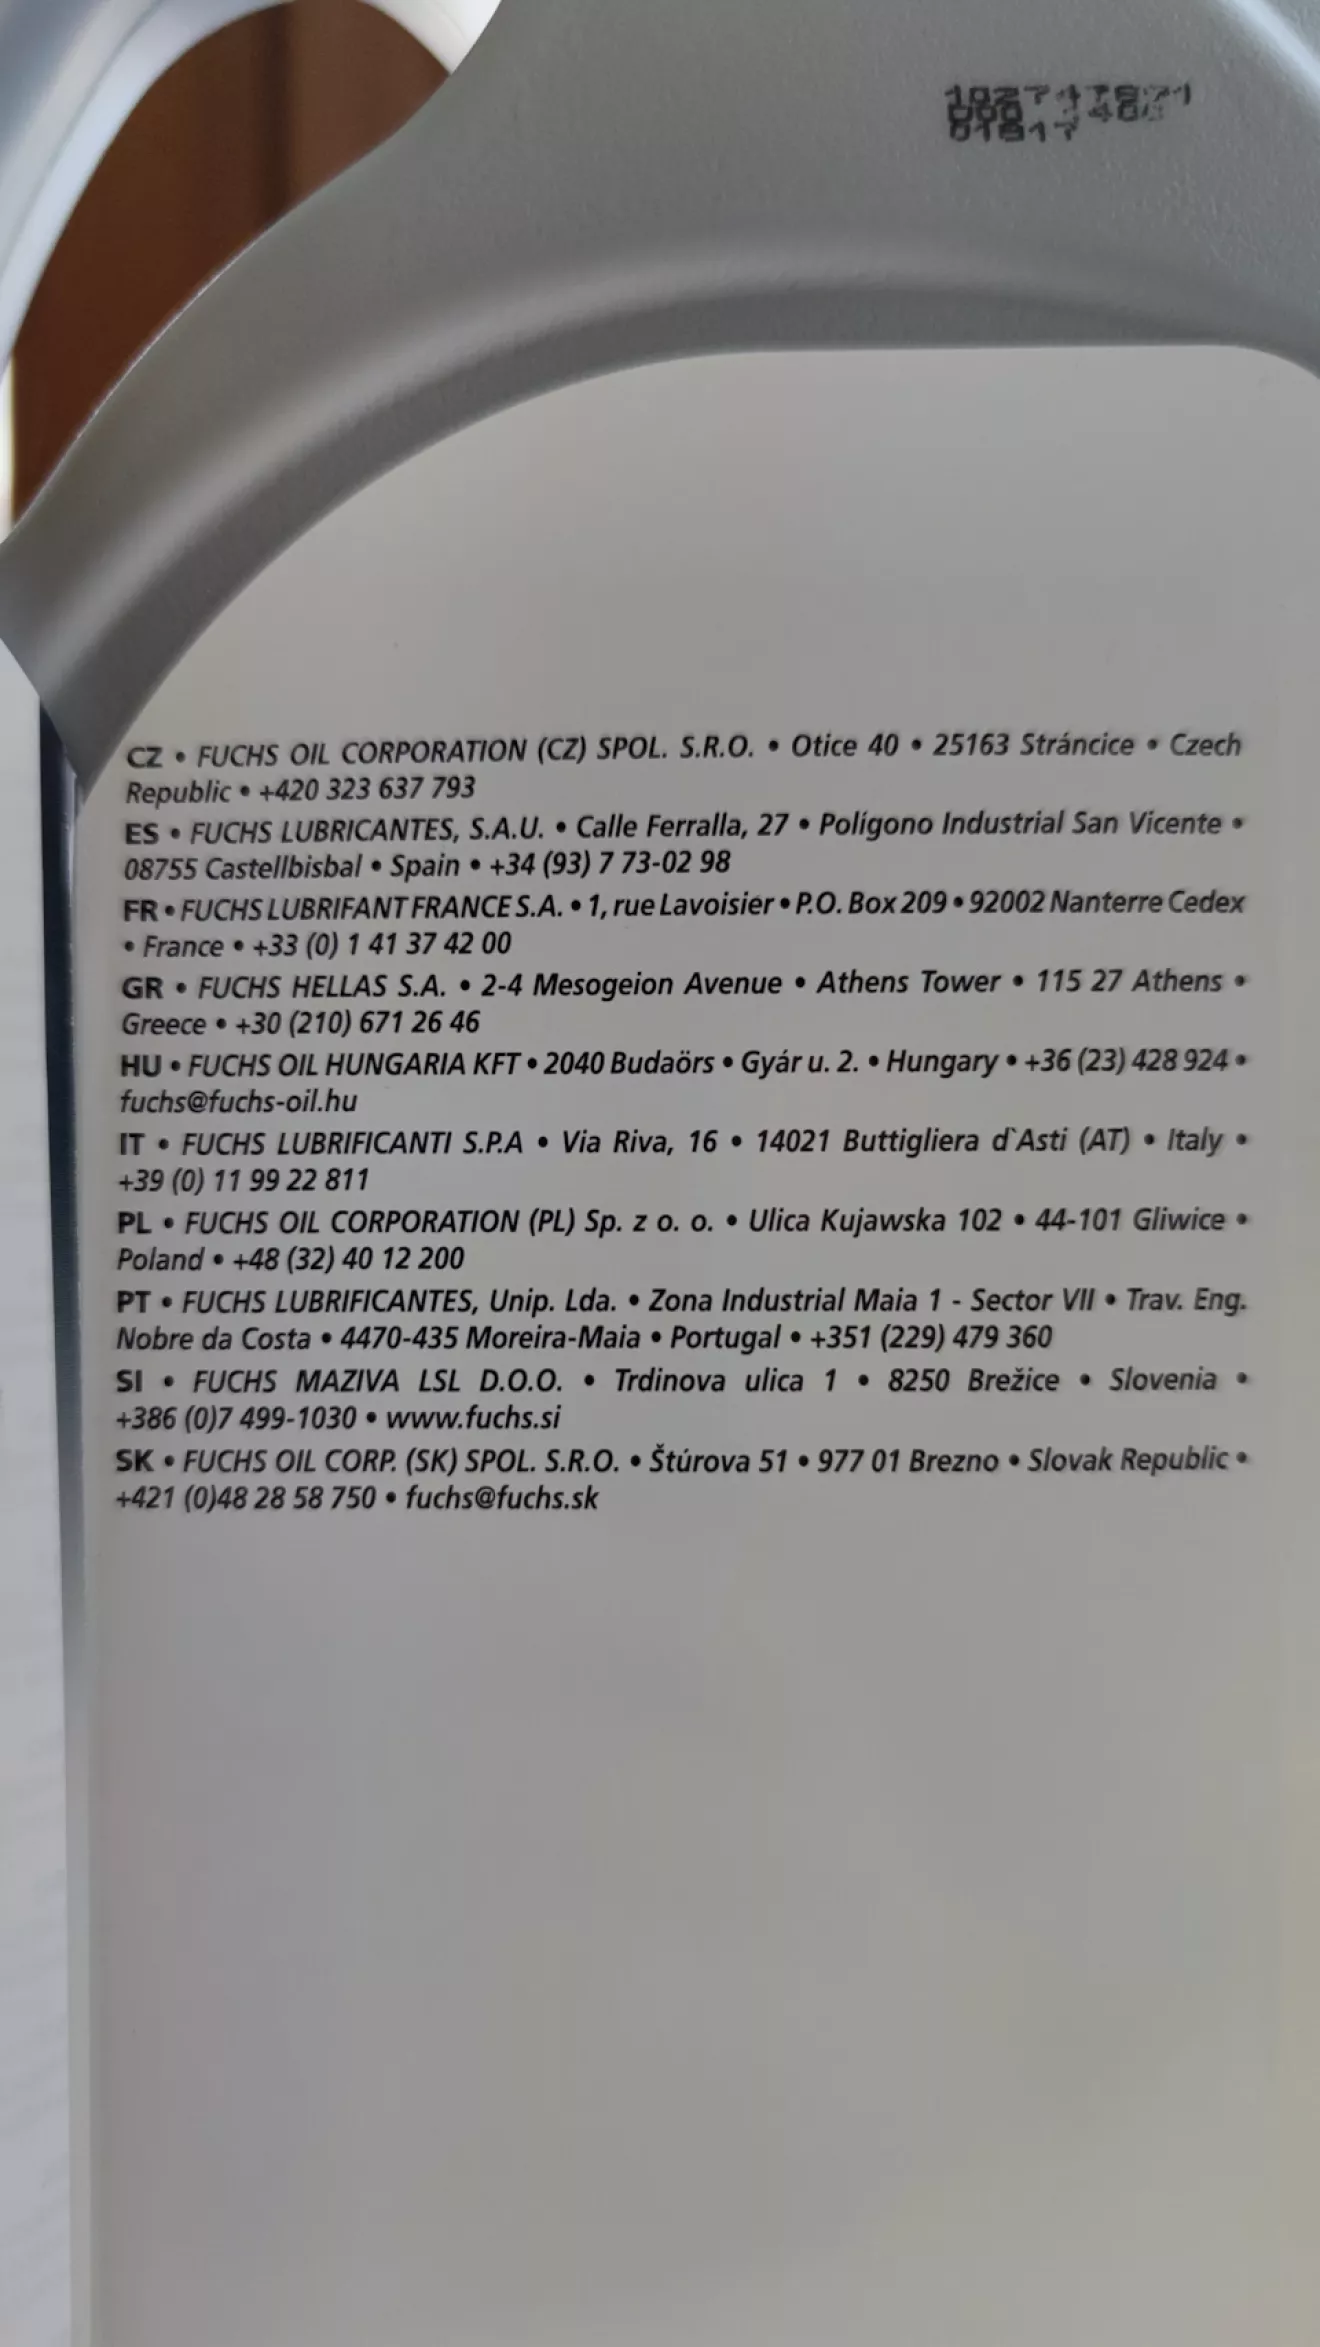 CZ • FUCHS OIL CORPORATION (CZ) SPOL. S.R.O. • Otice 40 • 25163 Stráncice • Czech
Republic • +420 323 637 793
ES • FUCHS LUBRICANTES, S.A.U. • Calle Ferralla, 27 • Polígono Industrial San Vicente •
08755 Castellbisbal • Spain • +34 (93) 7 73-02 98
FR • FUCHS LUBRIFANT FRANCE S.A. • 1, rue Lavoisier • P.O. Box 209 • 92002 Nanterre Cedex
• France • +33 (0) 1 41 37 42 00
GR • FUCHS HELLAS S.A. • 2-4 Mesogeion Avenue • Athens Tower • 115 27 Athens •
Greece • +30 (210) 671 26 46
HU • FUCHS OIL HUNGARIA KFT • 2040 Budaörs • Gyár u. 2. • Hungary • +36 (23) 428 924 •
fuchs@fuchs-oil.hu
IT • FUCHS LUBRIFICANTI S.P.A • Via Riva, 16 • 14021 Buttigliera d`Asti (AT) • Italy •
+39 (0) 11 99 22 811
PL • FUCHS OIL CORPORATION (PL) Sp. z o. o. • Ulica Kujawska 102 • 44-101 Gliwice •
Poland • +48 (32) 40 12 200
PT • FUCHS LUBRIFICANTES, Unip. Lda. • Zona Industrial Maia 1 - Sector VII • Trav. Eng.
Nobre da Costa • 4470-435 Moreira-Maia • Portugal • +351 (229) 479 360
SI • FUCHS MAZIVA LSL D.O.O. • Trdinova ulica 1 • 8250 Brežice • Slovenia •
+386 (0)7 499-1030 • www.fuchs.si
SK • FUCHS OIL CORP. (SK) SPOL. S.R.O. • Štúrova 51 • 977 01 Brezno • Slovak Republic •
+421 (0)48 28 58 750 • fuchs@fuchs.sk